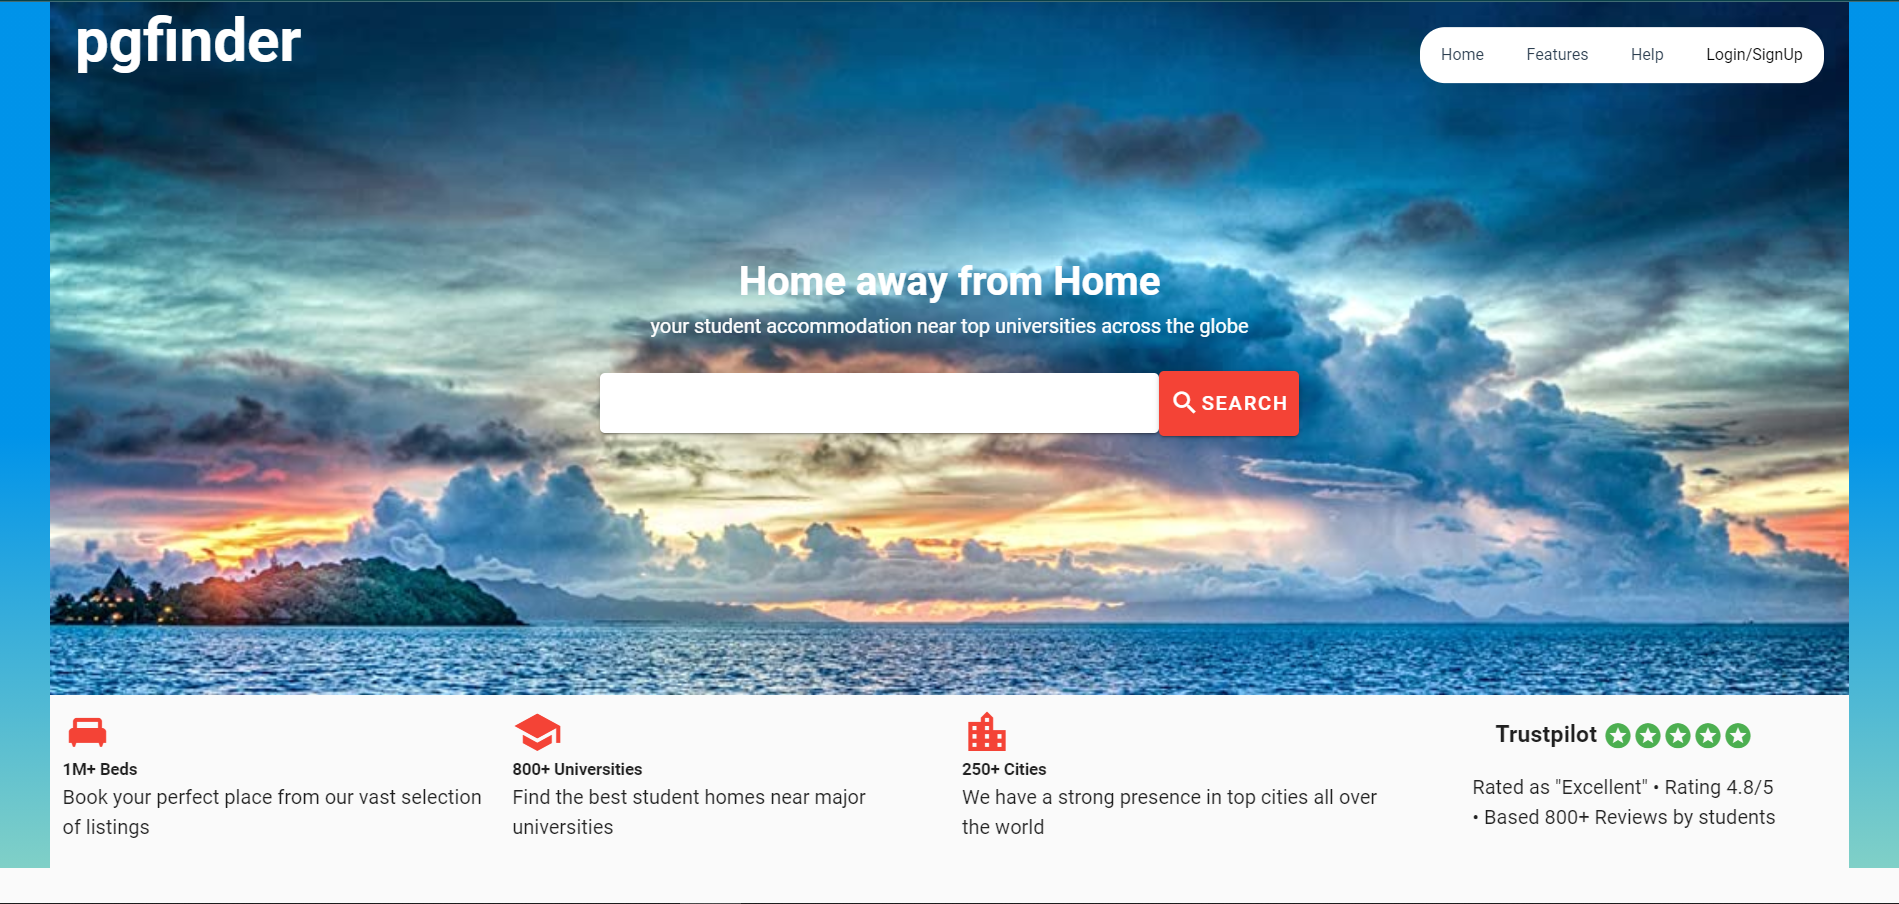 pgfinder
Home Features Help Login/SignUp
Home away from Home
your student accommodation near top universities across the globe
SEARCH
1M+ Beds
Book your perfect place from our vast selection
of listings
800+ Universities
Find the best student homes near major
universities
250+ Cities
We have a strong presence in top cities all over
the world
Trustpilot
Rated as "Excellent" • Rating 4.8/5
• Based 800+ Reviews by students